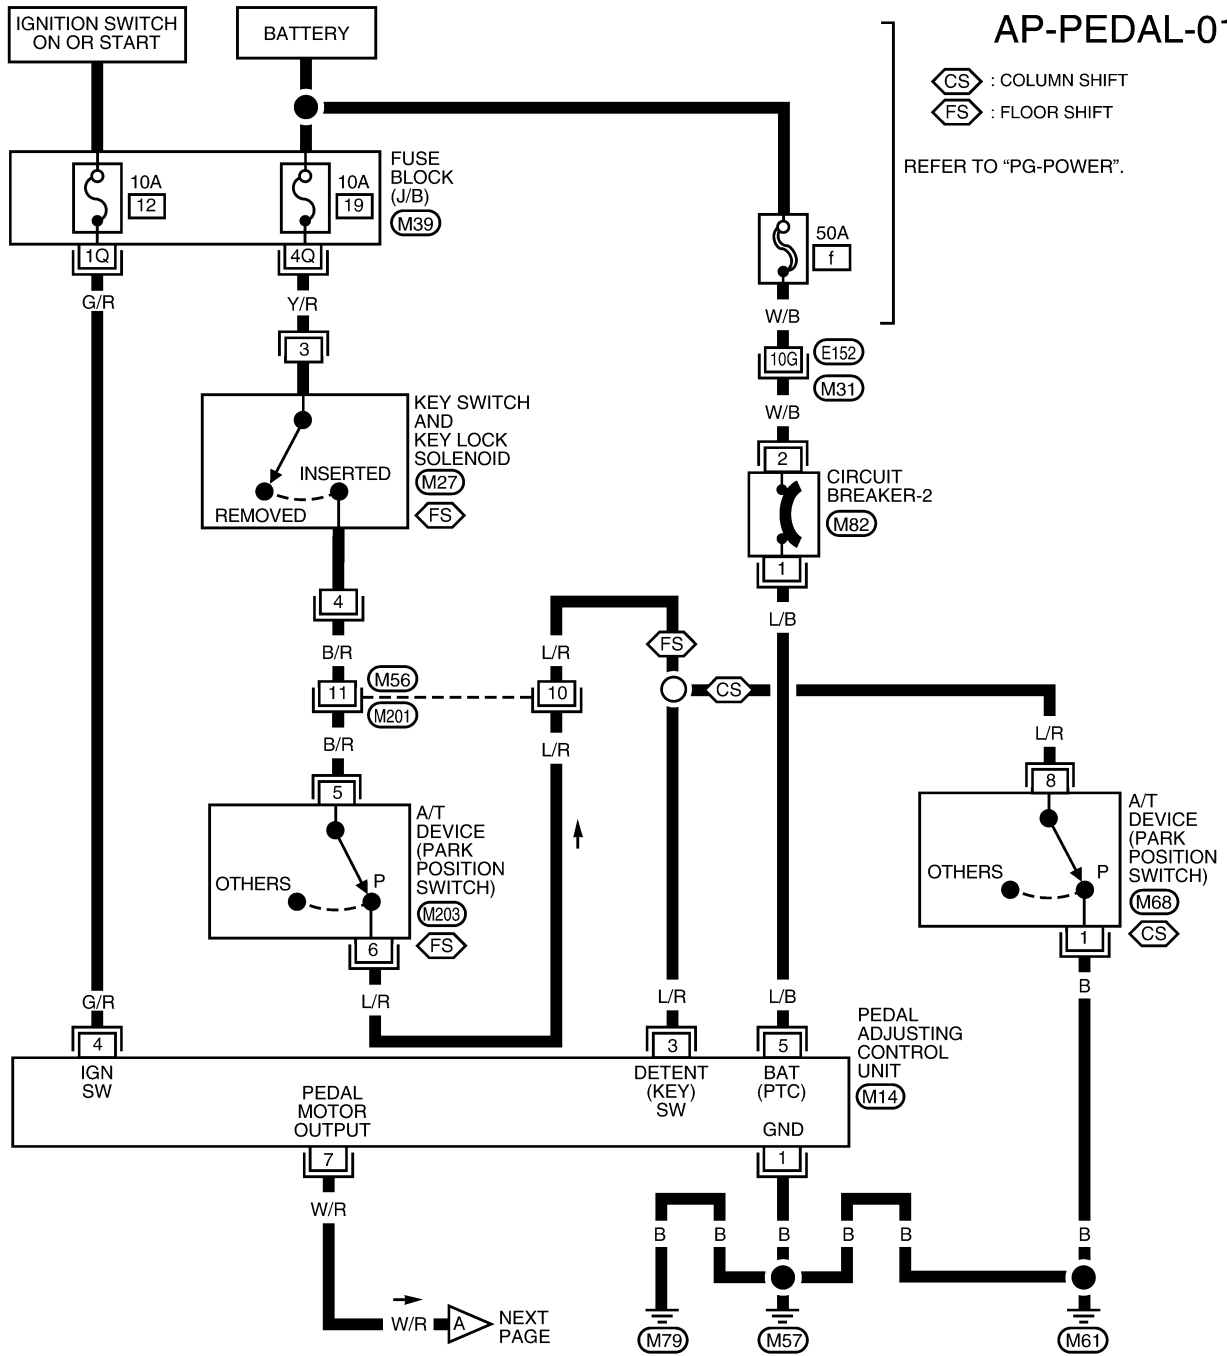 IGNITION SWITCH
ON OR START
BATTERY
AP-PEDAL-01
CS : COLUMN SHIFT
FS : FLOOR SHIFT
REFER TO “PG-POWER”.
10A
12
10A
19
FUSE
BLOCK
(J/B)
M39
50A
f
1Q
4Q
G/R
Y/R
W/B
3
10G
E152
M31
W/B
KEY SWITCH
AND
KEY LOCK
SOLENOID
M27
FS
INSERTED
REMOVED
2
CIRCUIT
BREAKER-2
M82
1
4
L/B
B/R
L/R
FS
11
M56
M201
10
CS
B/R
L/R
L/R
5
8
A/T
DEVICE
(PARK
POSITION
SWITCH)
M203
FS
OTHERS
P
6
A/T
DEVICE
(PARK
POSITION
SWITCH)
M68
CS
OTHERS
P
1
B
G/R
L/R
L/R
L/B
4
3
5
PEDAL
ADJUSTING
CONTROL
UNIT
M14
IGN
SW
PEDAL
MOTOR
OUTPUT
DETENT
(KEY)
SW
BAT
(PTC)
GND
7
1
W/R
B
B
B
B
B
B
W/R
A
NEXT
PAGE
M79
M57
M61